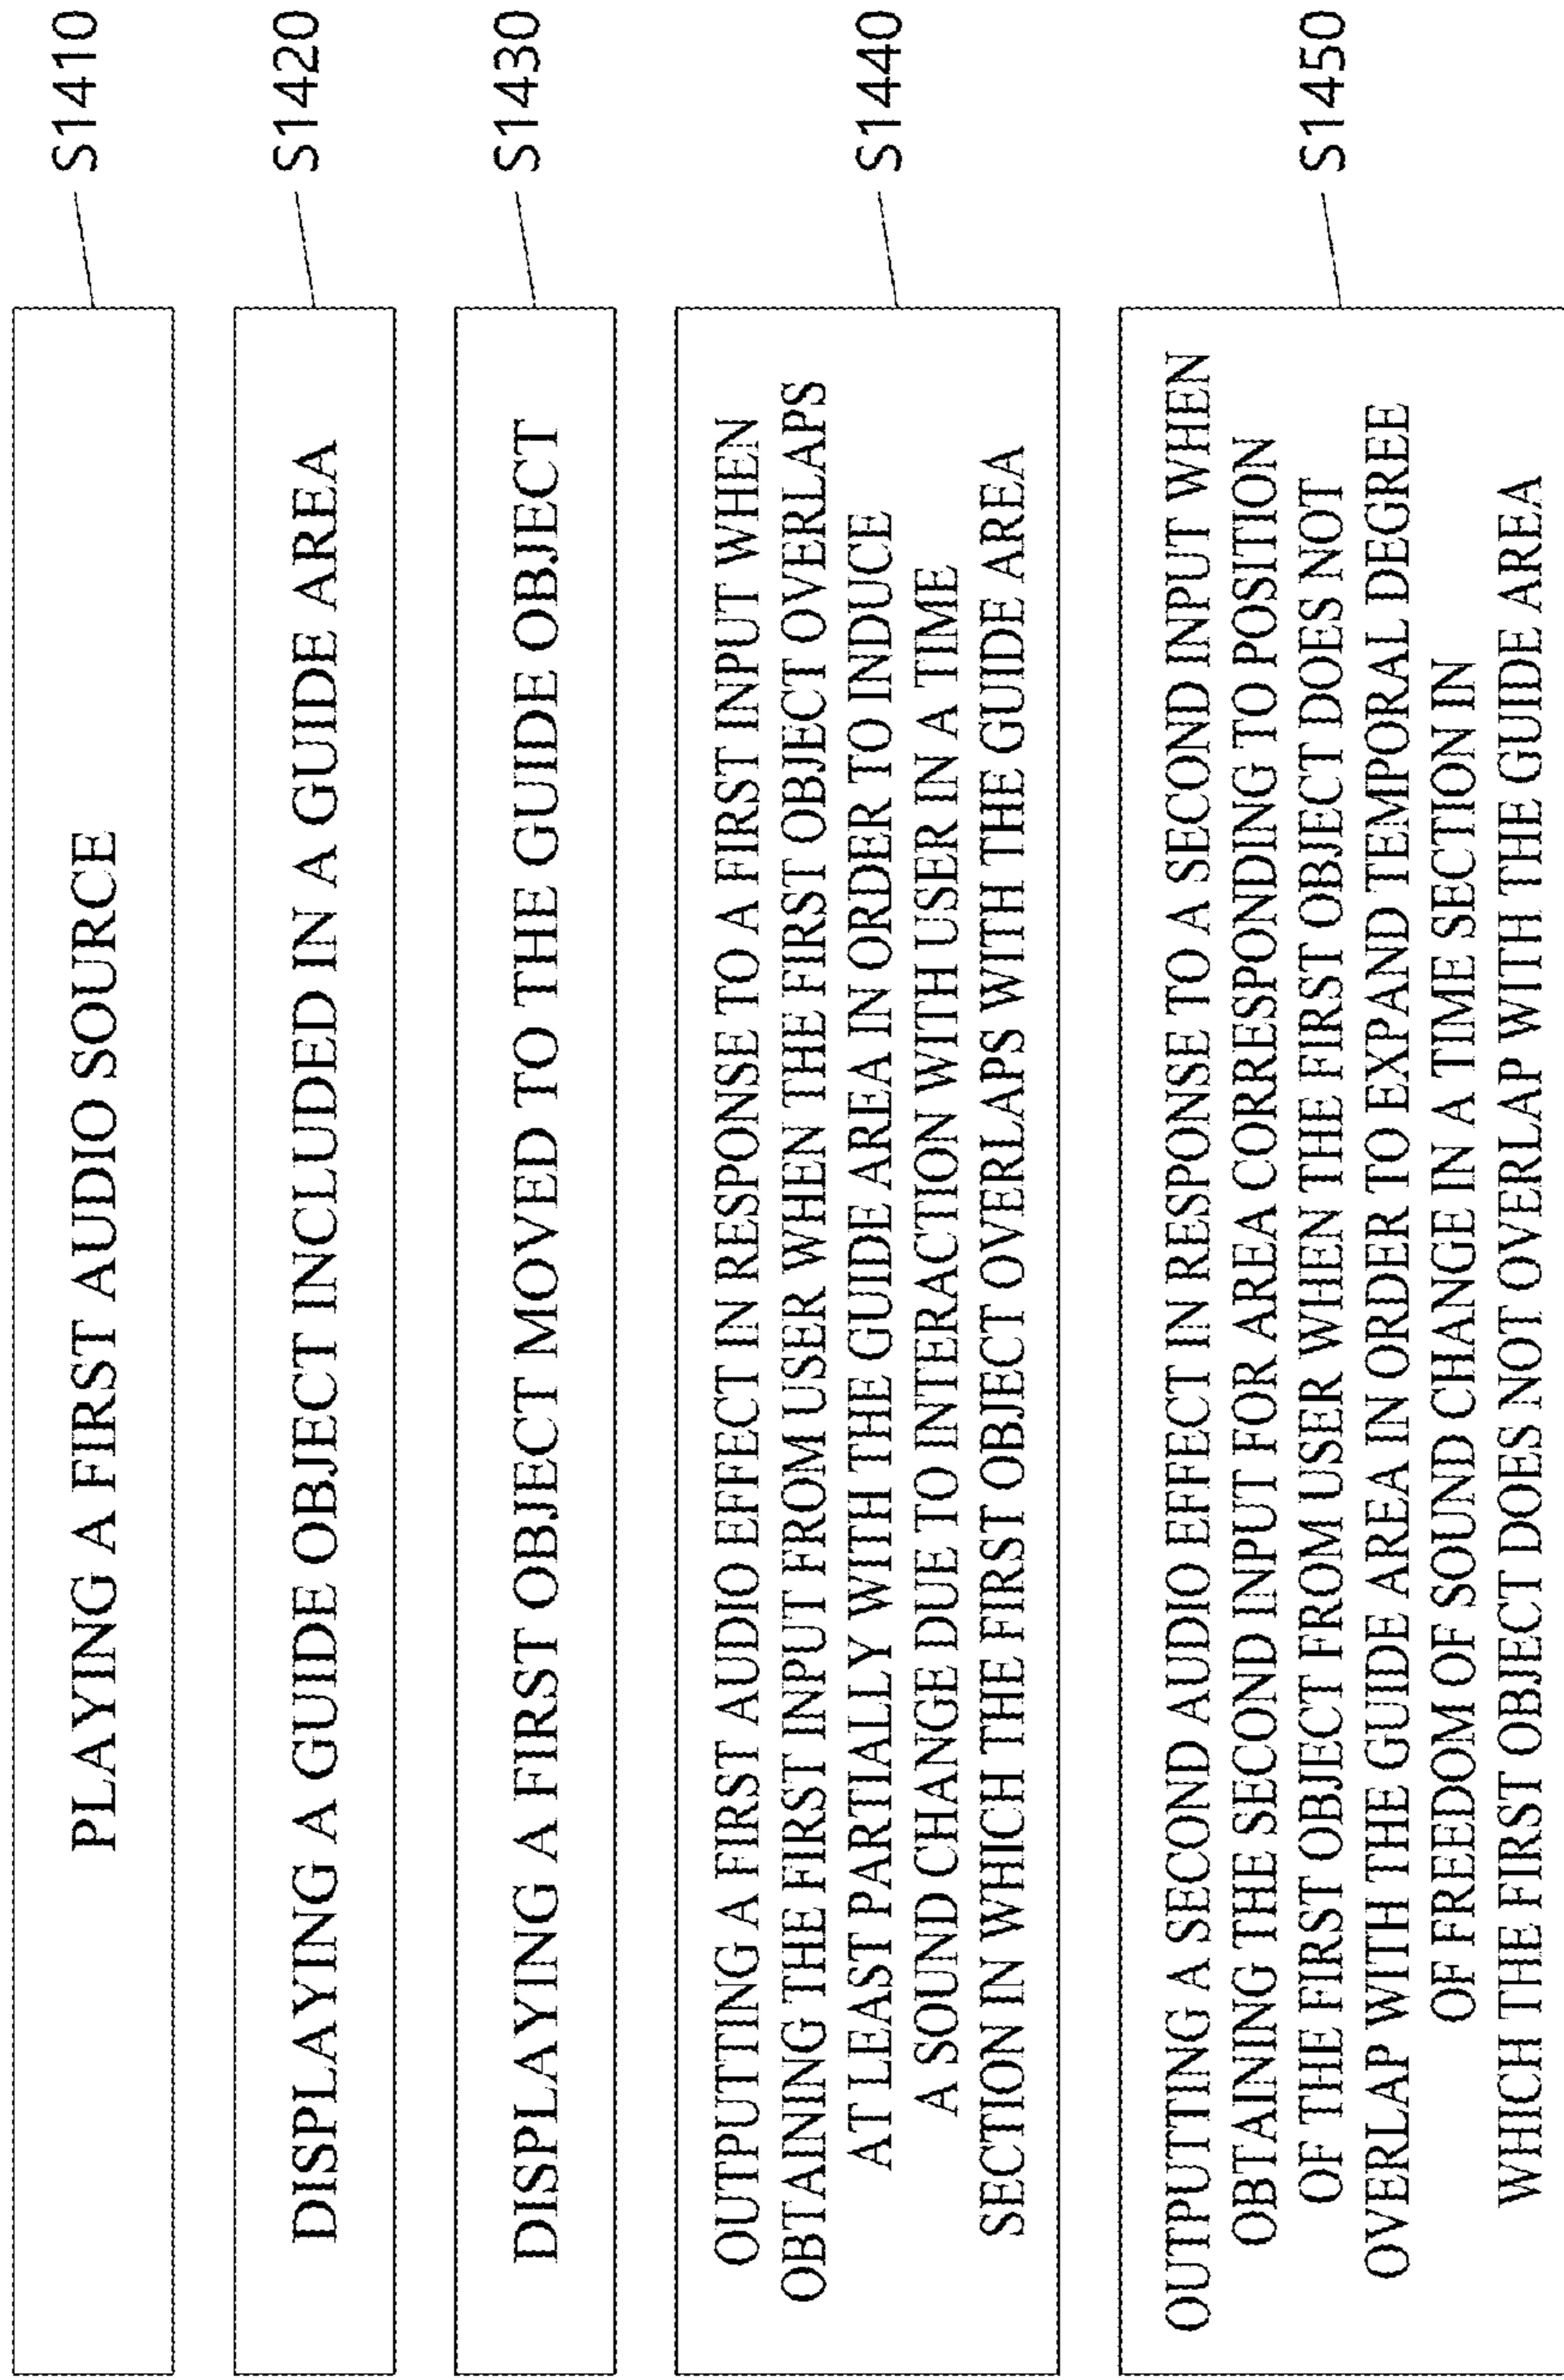 PLAYING A FIRST AUDIO SOURCE
S1410
DISPLAYING A GUIDE OBJECT INCLUDED IN A GUIDE AREA
S1420
DISPLAYING A FIRST OBJECT MOVED TO THE GUIDE OBJECT
S1430
OUTPUTTING A FIRST AUDIO EFFECT IN RESPONSE TO A FIRST INPUT WHEN
OBTAINING THE FIRST INPUT FROM USER WHEN THE FIRST OBJECT OVERLAPS
AT LEAST PARTIALLY WITH THE GUIDE AREA IN ORDER TO INDUCE
A SOUND CHANGE DUE TO INTERACTION WITH USER IN A TIME
SECTION IN WHICH THE FIRST OBJECT OVERLAPS WITH THE GUIDE AREA
S1440
OUTPUTTING A SECOND AUDIO EFFECT IN RESPONSE TO A SECOND INPUT WHEN
OBTAINING THE SECOND INPUT FOR AREA CORRESPONDING TO POSITION
OF THE FIRST OBJECT FROM USER WHEN THE FIRST OBJECT DOES NOT
OVERLAP WITH THE GUIDE AREA IN ORDER TO EXPAND TEMPORAL DEGREE
OF FREEDOM OF SOUND CHANGE IN A TIME SECTION IN
WHICH THE FIRST OBJECT DOES NOT OVERLAP WITH THE GUIDE AREA
S1450